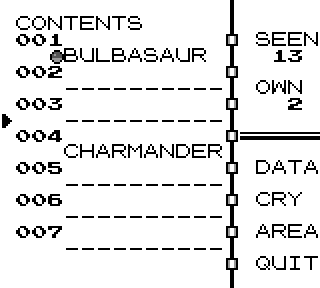 CONTENTS
001
BULBASAUR
002
----------
003
----------
004
CHARMANDER
005
----------
006
----------
007
----------
SEEN
13
OWN
2
DATA
CRY
AREA
QUIT